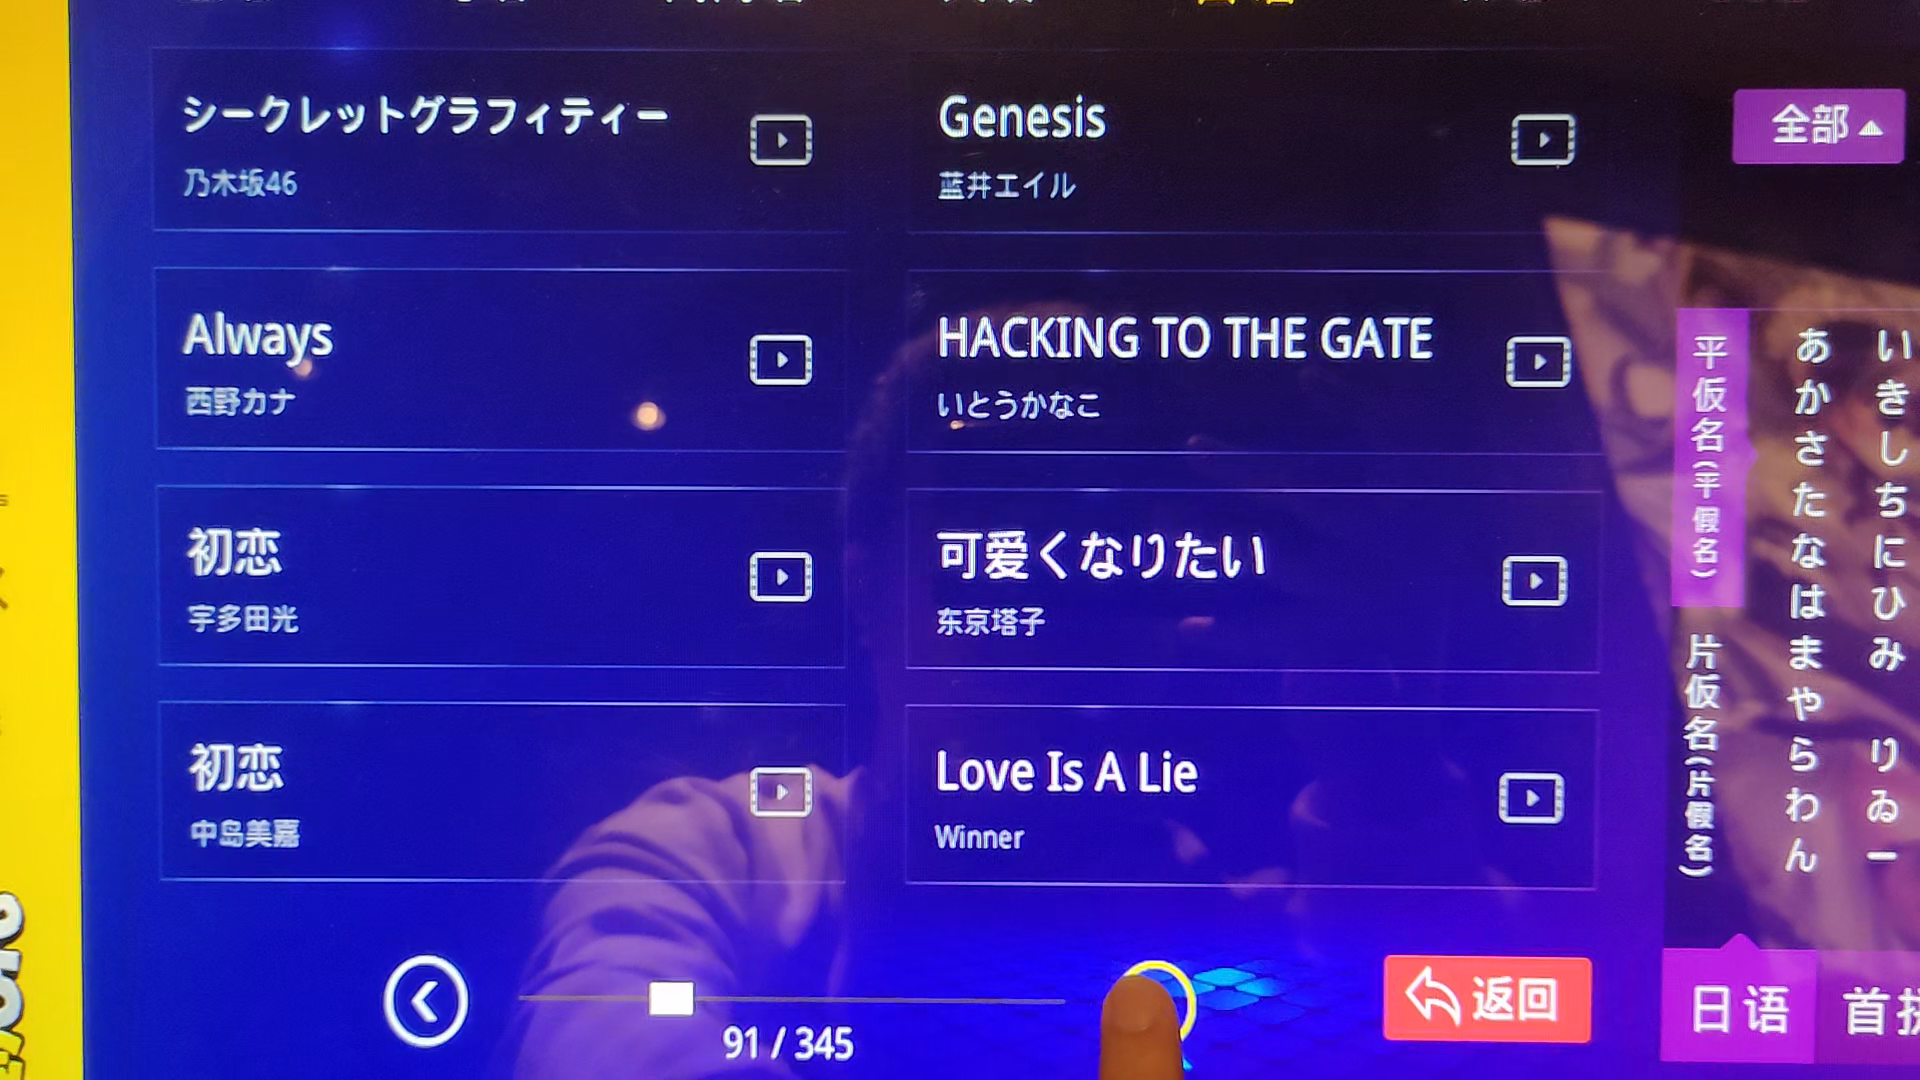 シークレットグラフィティー
乃木坂46
Genesis
蓝井エイル
全部
Always
西野カナ
HACKING TO THE GATE
いとうかなこ
初恋
宇多田光
可爱くなりたい
东京塔子
初恋
中岛美嘉
Love Is A Lie
Winner
平仮名(平假名)
片仮名(片假名)
あかさたなはまやらわん
いきしちにひみ りゐー
91 / 345
返回
日语
首